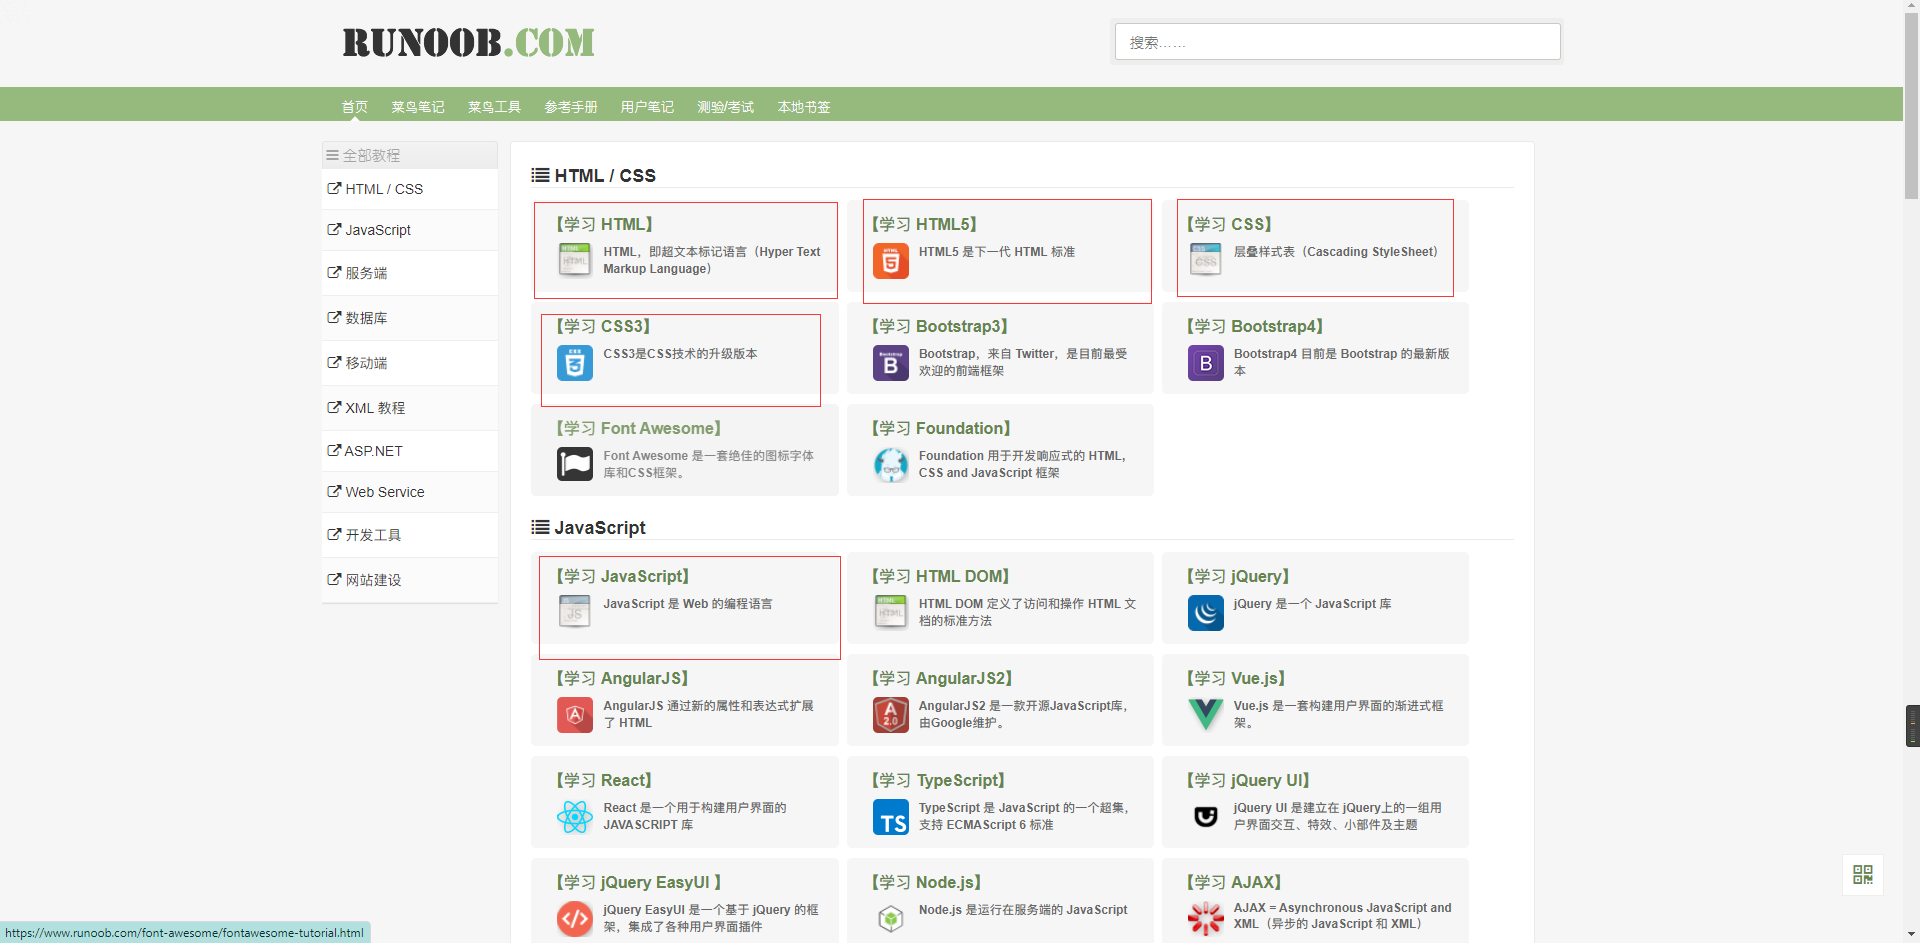 RUNOOB.COM
搜索……
首页 菜鸟笔记 菜鸟工具 参考手册 用户笔记 测验/考试 本地书签
全部教程
HTML / CSS
JavaScript
服务端
数据库
移动端
XML 教程
ASP.NET
Web Service
开发工具
网站建设
HTML / CSS
【学习 HTML】
HTML，即超文本标记语言（Hyper Text
Markup Language）
【学习 HTML5】
HTML5 是下一代 HTML 标准
【学习 CSS】
层叠样式表（Cascading StyleSheet）
【学习 CSS3】
CSS3是CSS技术的升级版本
【学习 Bootstrap3】
Bootstrap，来自 Twitter，是目前最受
欢迎的前端框架
【学习 Bootstrap4】
Bootstrap4 目前是 Bootstrap 的最新版
本
【学习 Font Awesome】
Font Awesome 是一套绝佳的图标字体
库和CSS框架。
【学习 Foundation】
Foundation 用于开发响应式的 HTML，
CSS and JavaScript 框架
JavaScript
【学习 JavaScript】
JavaScript 是 Web 的编程语言
【学习 HTML DOM】
HTML DOM 定义了访问和操作 HTML 文
档的标准方法
【学习 jQuery】
jQuery 是一个 JavaScript 库
【学习 AngularJS】
AngularJS 通过新的属性和表达式扩展
了 HTML
【学习 AngularJS2】
AngularJS2 是一款开源JavaScript库，
由Google维护。
【学习 Vue.js】
Vue.js 是一套构建用户界面的渐进式框
架。
【学习 React】
React 是一个用于构建用户界面的
JAVASCRIPT 库
【学习 TypeScript】
TypeScript 是 JavaScript 的一个超集，
支持 ECMAScript 6 标准
【学习 jQuery UI】
jQuery UI 是建立在 jQuery上的一组用
户界面交互、特效、小部件及主题
【学习 jQuery EasyUI 】
jQuery EasyUI 是一个基于 jQuery 的框
架，集成了各种用户界面插件
【学习 Node.js】
Node.js 是运行在服务端的 JavaScript
【学习 AJAX】
AJAX = Asynchronous JavaScript and
XML（异步的 JavaScript 和 XML）
https://www.runoob.com/font-awesome/fontawesome-tutorial.html